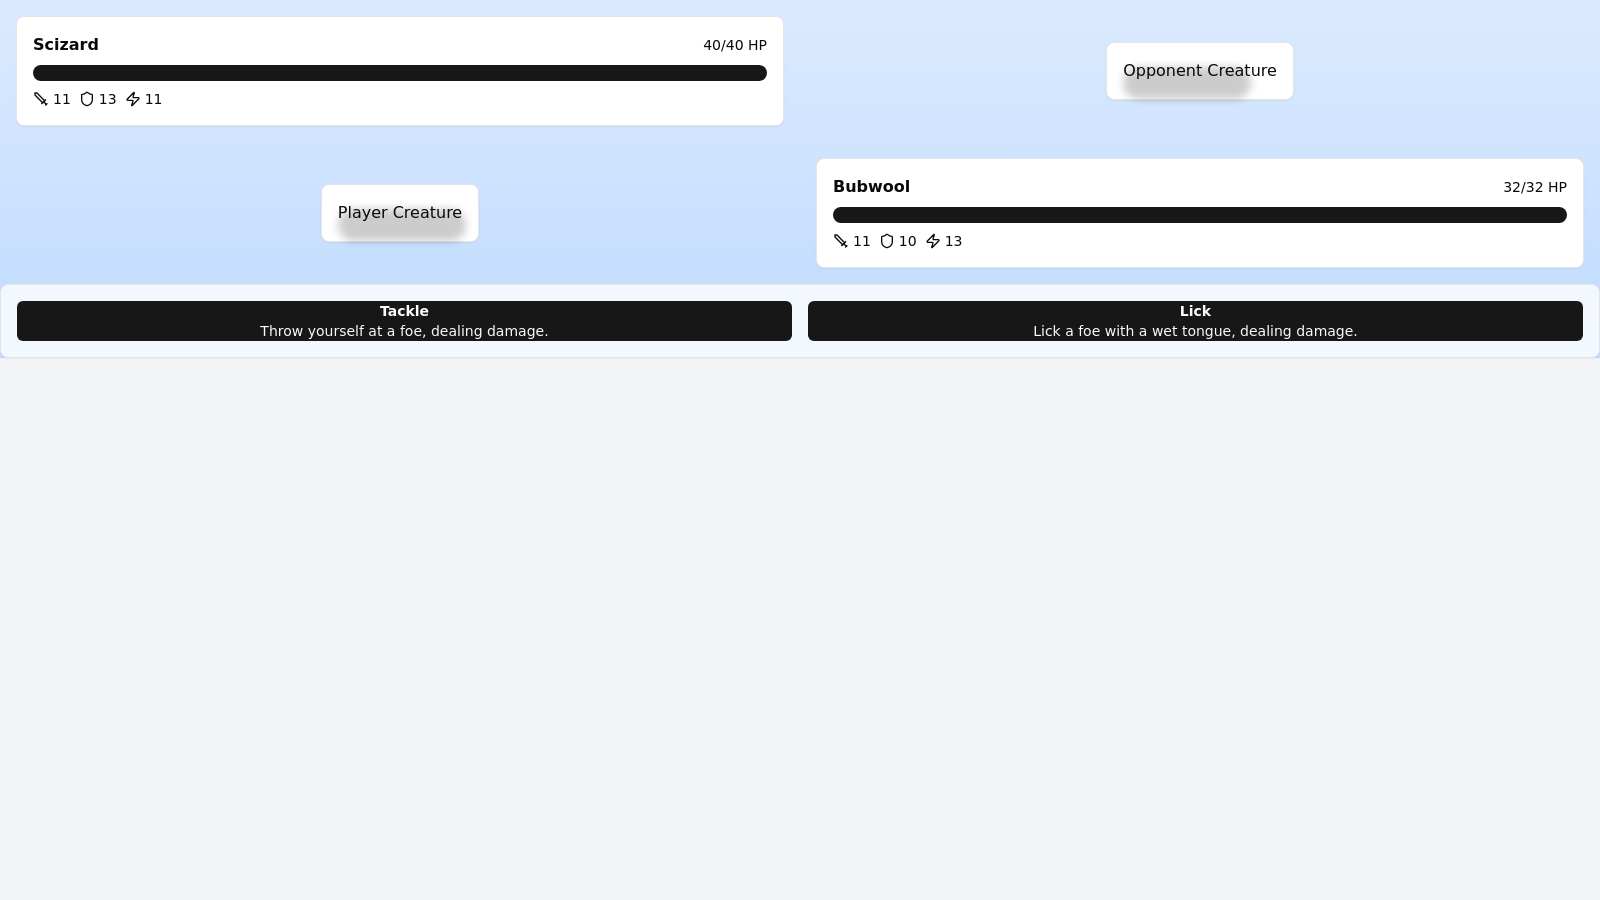 Scizard
40/40 HP
11 13 11
Opponent Creature
Player Creature
Bubwool
32/32 HP
11 10 13
Tackle
Throw yourself at a foe, dealing damage.
Lick
Lick a foe with a wet tongue, dealing damage.